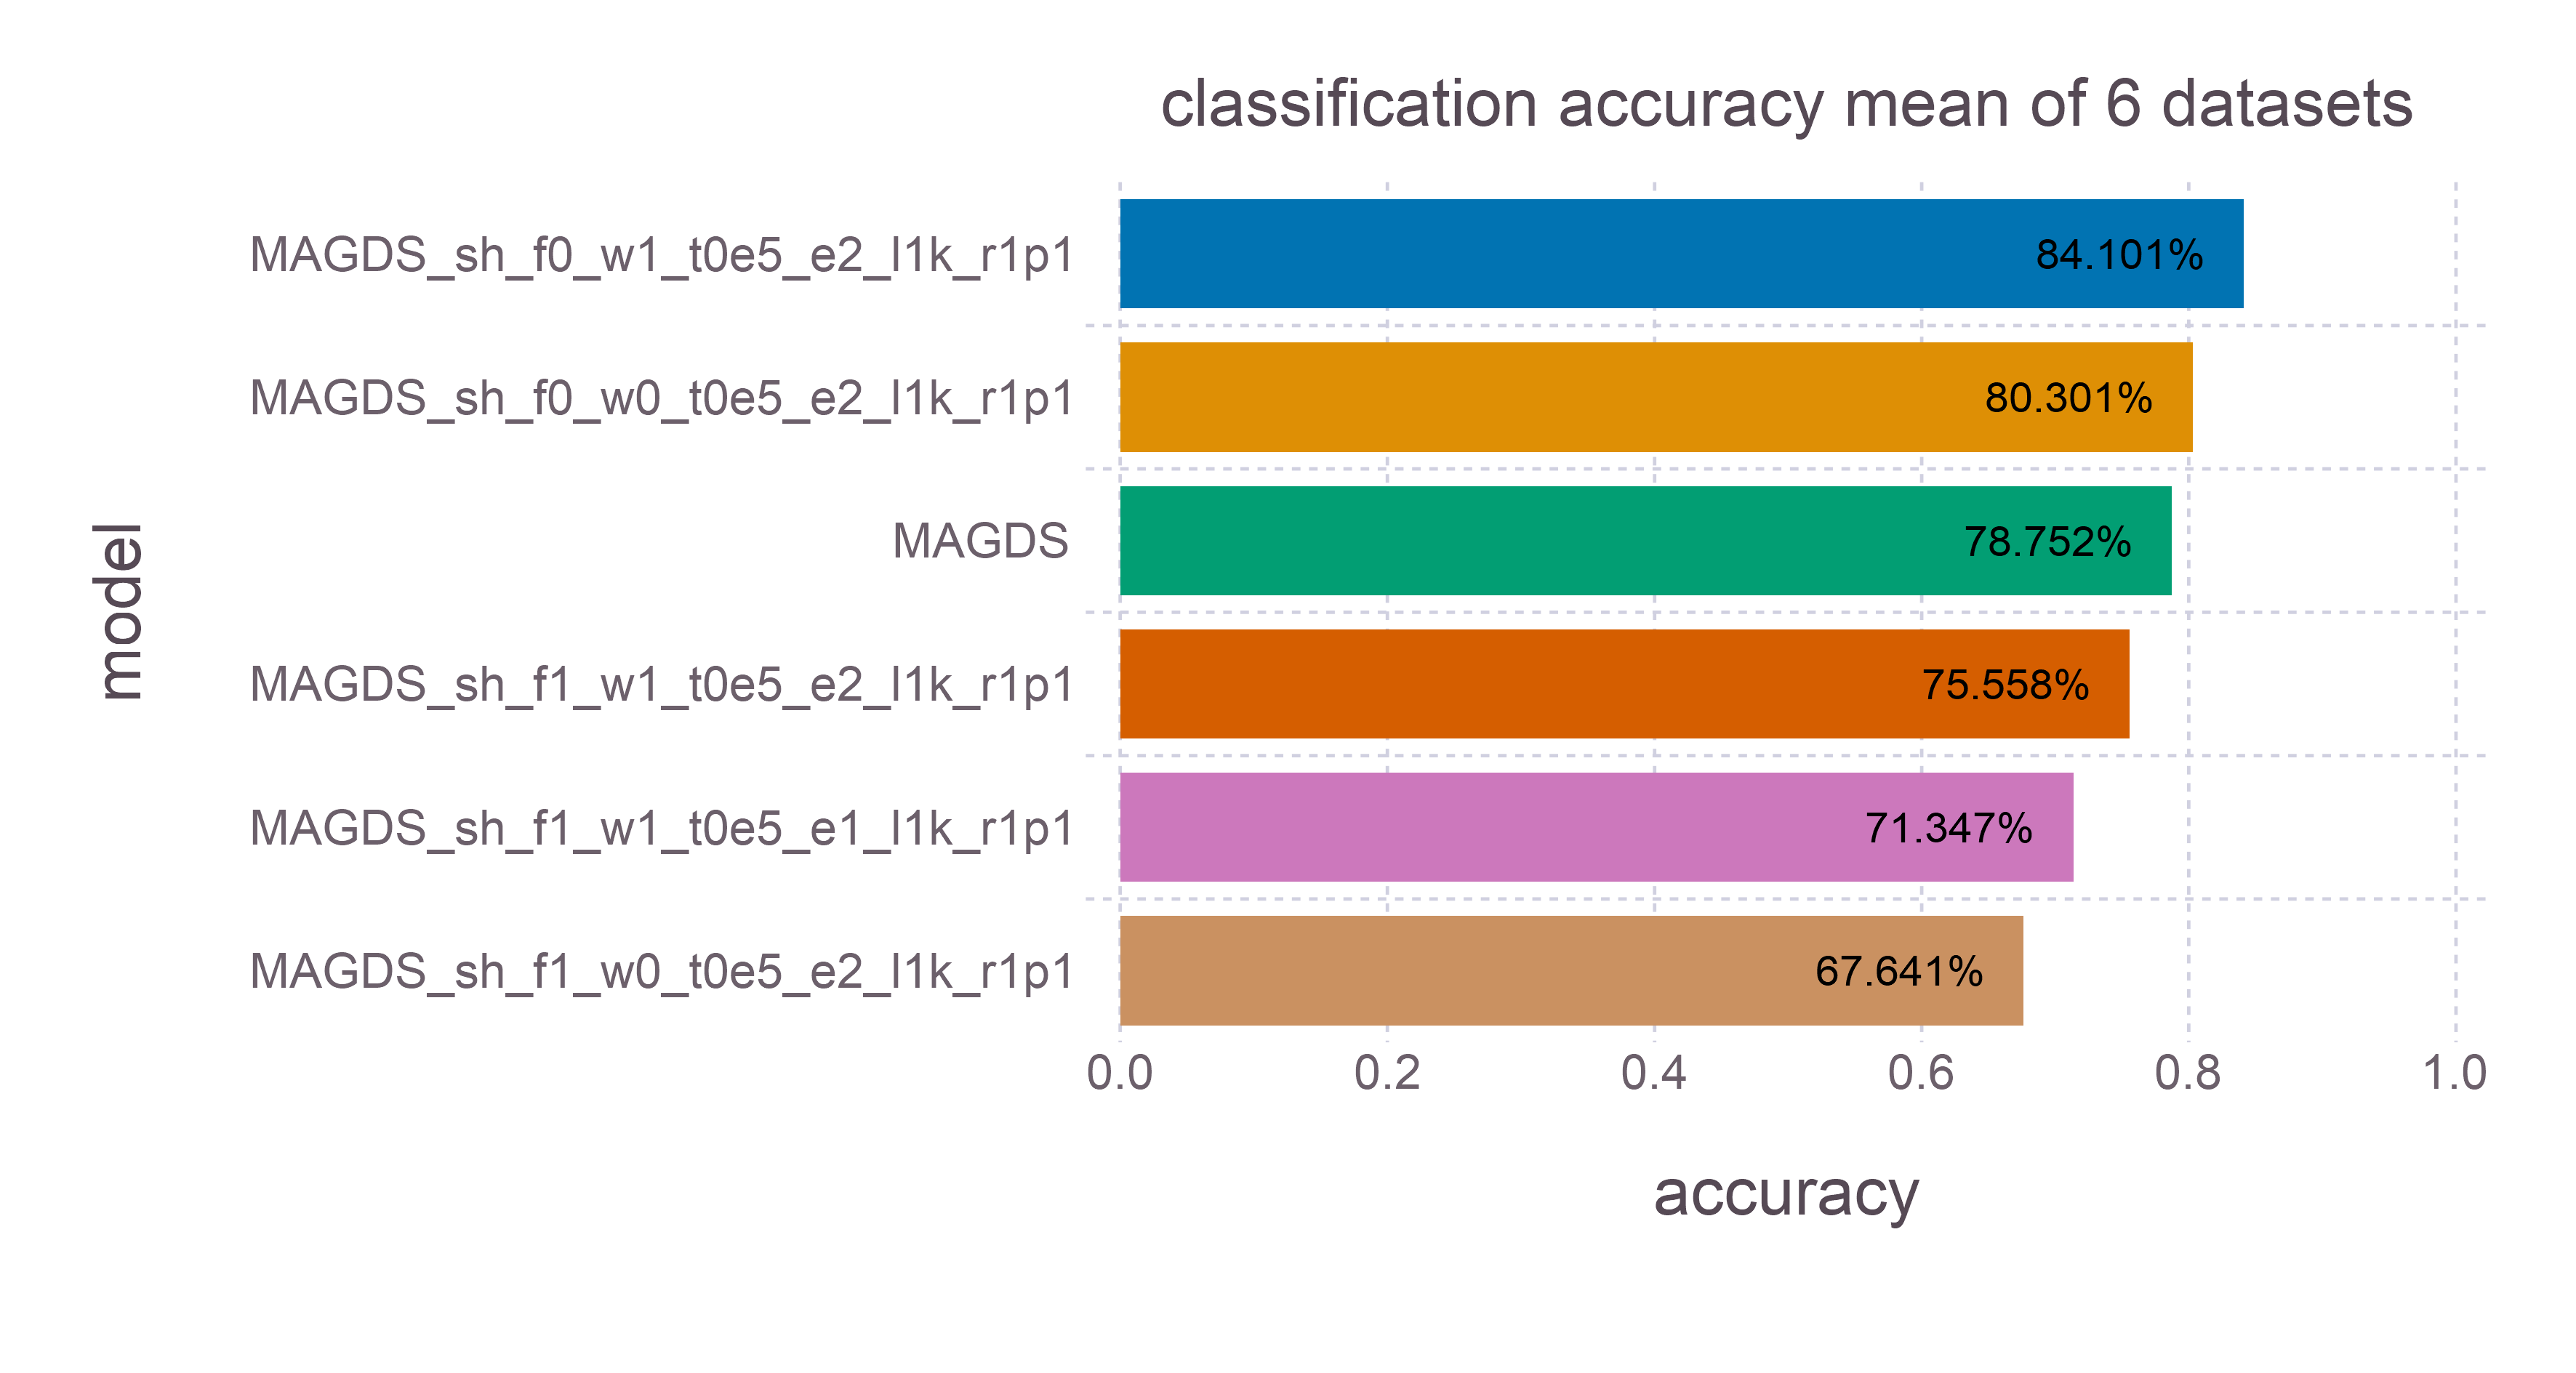 classification accuracy mean of 6 datasets
model
MAGDS_sh_f0_w1_t0e5_e2_l1k_r1p1
84.101%
MAGDS_sh_f0_w0_t0e5_e2_l1k_r1p1
80.301%
MAGDS
78.752%
MAGDS_sh_f1_w1_t0e5_e2_l1k_r1p1
75.558%
MAGDS_sh_f1_w1_t0e5_e1_l1k_r1p1
71.347%
MAGDS_sh_f1_w0_t0e5_e2_l1k_r1p1
67.641%
0.0 0.2 0.4 0.6 0.8 1.0
accuracy